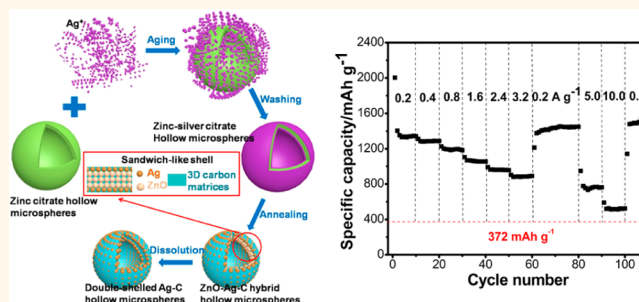 Ag⁺
Aging
Washing
Zinc-silver citrate
Hollow microspheres
Sandwich-like shell
Ag
ZnO
3D carbon
matrices
Zinc citrate hollow
microspheres
Annealing
Dissolution
Double-shelled Ag-C
hollow microspheres
ZnO-Ag-C hybrid
hollow microspheres
Specific capacity/mAh g-1
2400
2000
1600
1200
800
400
0.2
0.4
0.8
1.6
2.4
3.2
0.2 A g-1
5.0
10.0
0.
372 mAh g-1
0
20
40
60
80
100
Cycle number